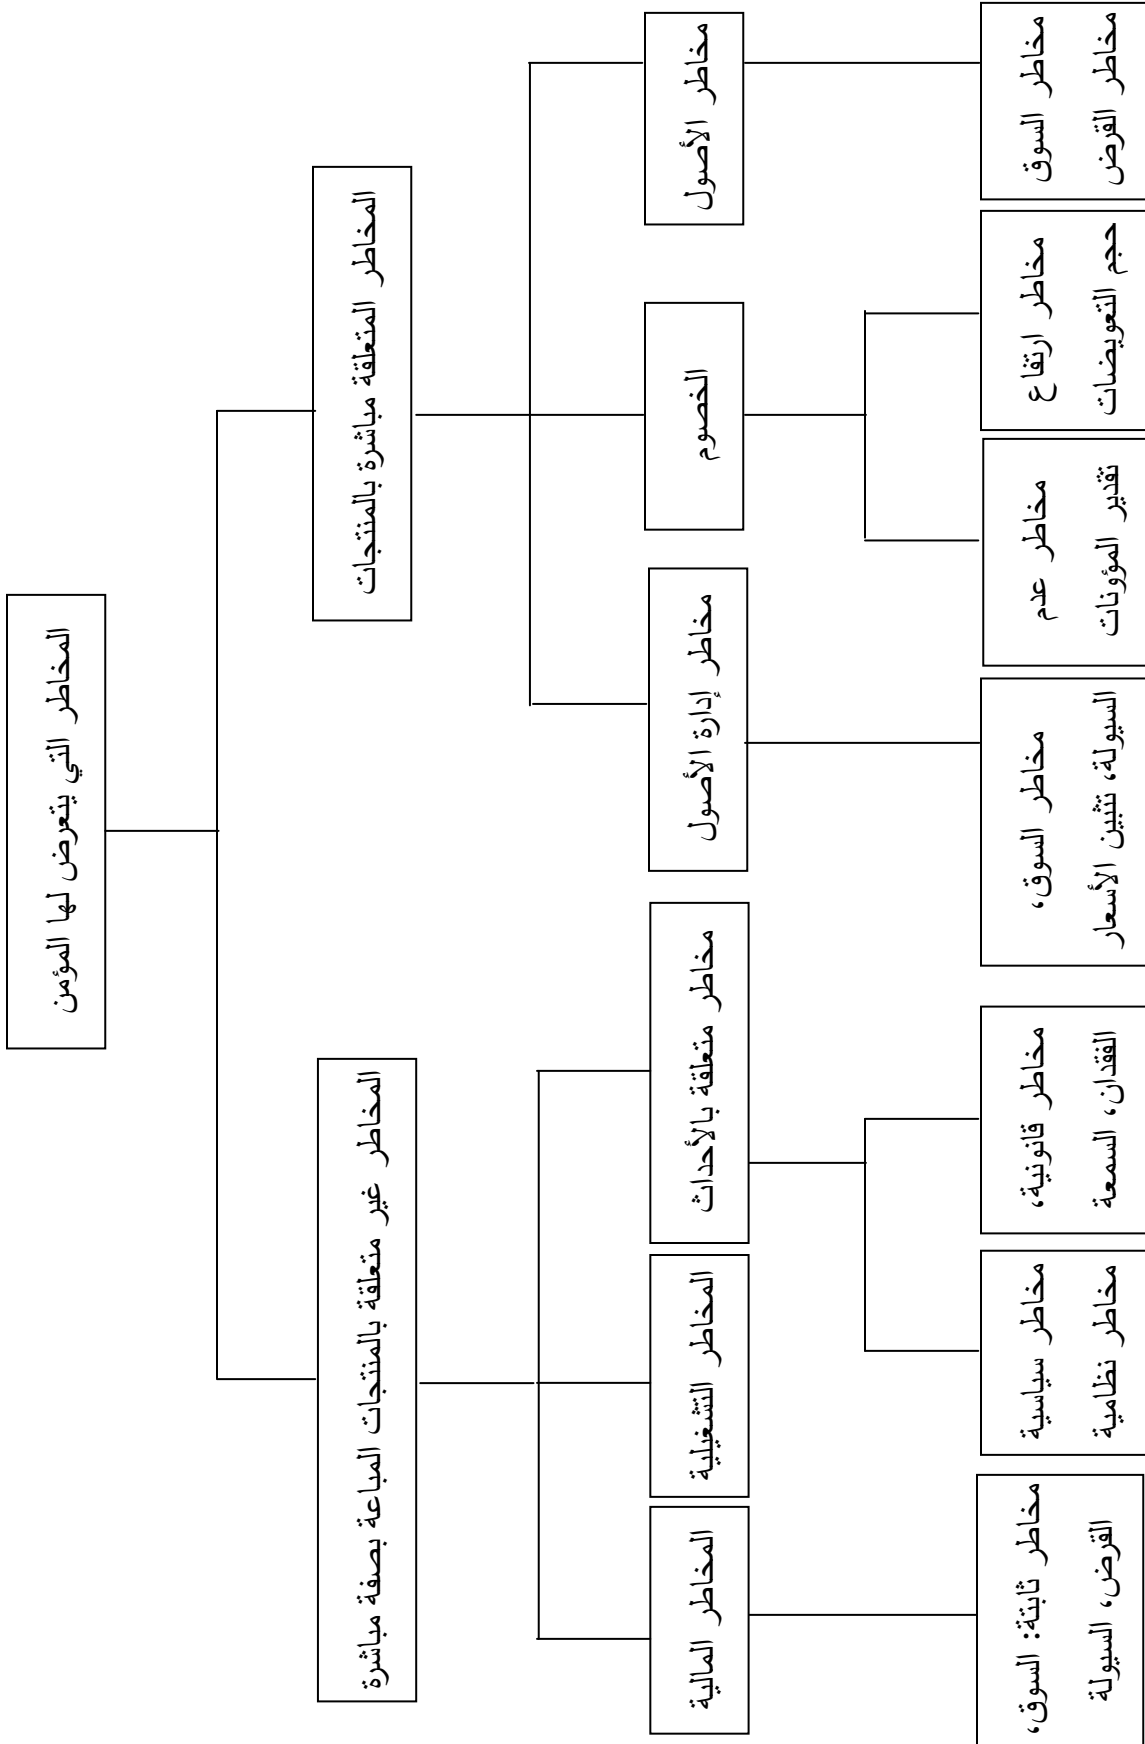 المخاطر التي يتعرض لها المؤمن
المخاطر المتعلقة مباشرة بالمنتجات
المخاطر غير متعلقة بالمنتجات المباعة بصفة مباشرة
مخاطر الأصول
الخصوم
مخاطر إدارة الأصول
مخاطر متعلقة بالأحداث
المخاطر التشغيلية
المخاطر المالية
مخاطر السوق
مخاطر القرض
مخاطر ارتفاع
حجم التعويضات
مخاطر عدم
تقدير المؤونات
مخاطر السوق،
السيولة، تثبين الأسعار
مخاطر قانونية،
الفقدان، السمعة
مخاطر سياسية
مخاطر نظامية
مخاطر ثابتة: السوق،
القرض، السيولة